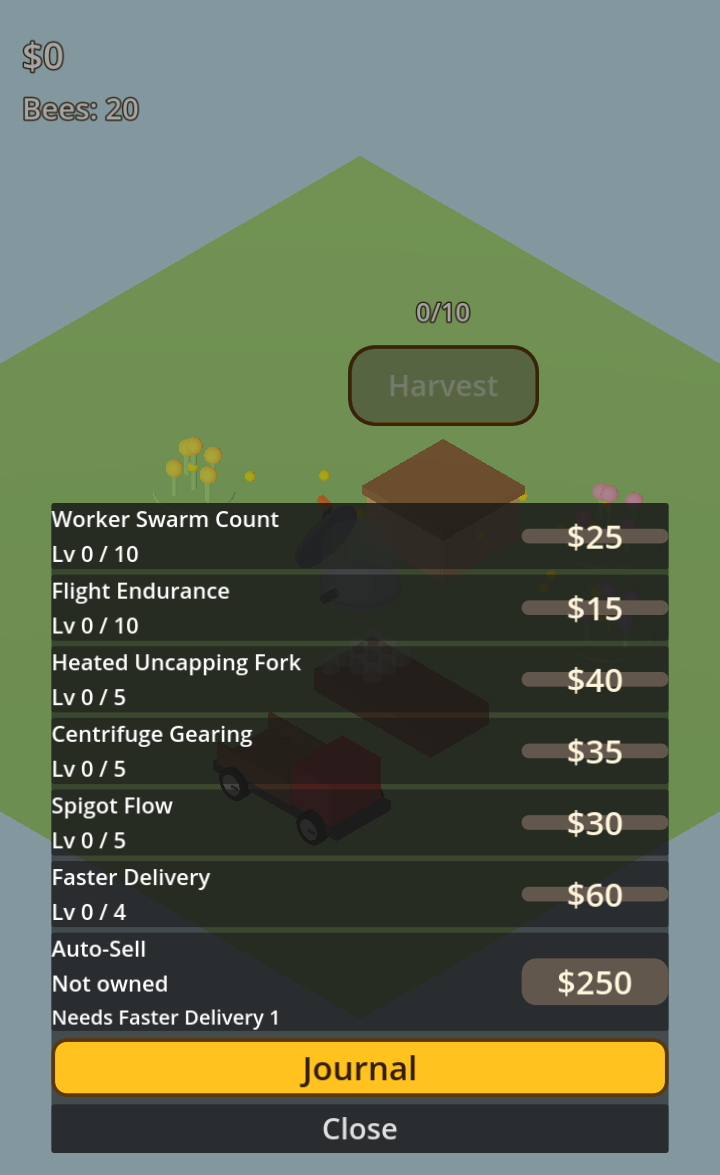 $0
Bees: 20
0/10
Harvest
Worker Swarm Count
Lv 0 / 10
$25
Flight Endurance
Lv 0 / 10
$15
Heated Uncapping Fork
Lv 0 / 5
$40
Centrifuge Gearing
Lv 0 / 5
$35
Spigot Flow
Lv 0 / 5
$30
Faster Delivery
Lv 0 / 4
$60
Auto-Sell
Not owned
Needs Faster Delivery 1
$250
Journal
Close